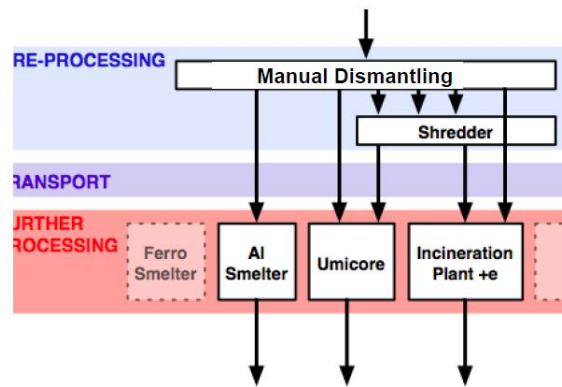 RE-PROCESSING
Manual Dismantling
Shredder
RANSPORT
URTHER
ROCESSING
Ferro
Smelter
Al
Smelter
Umicore
Incineration
Plant +e